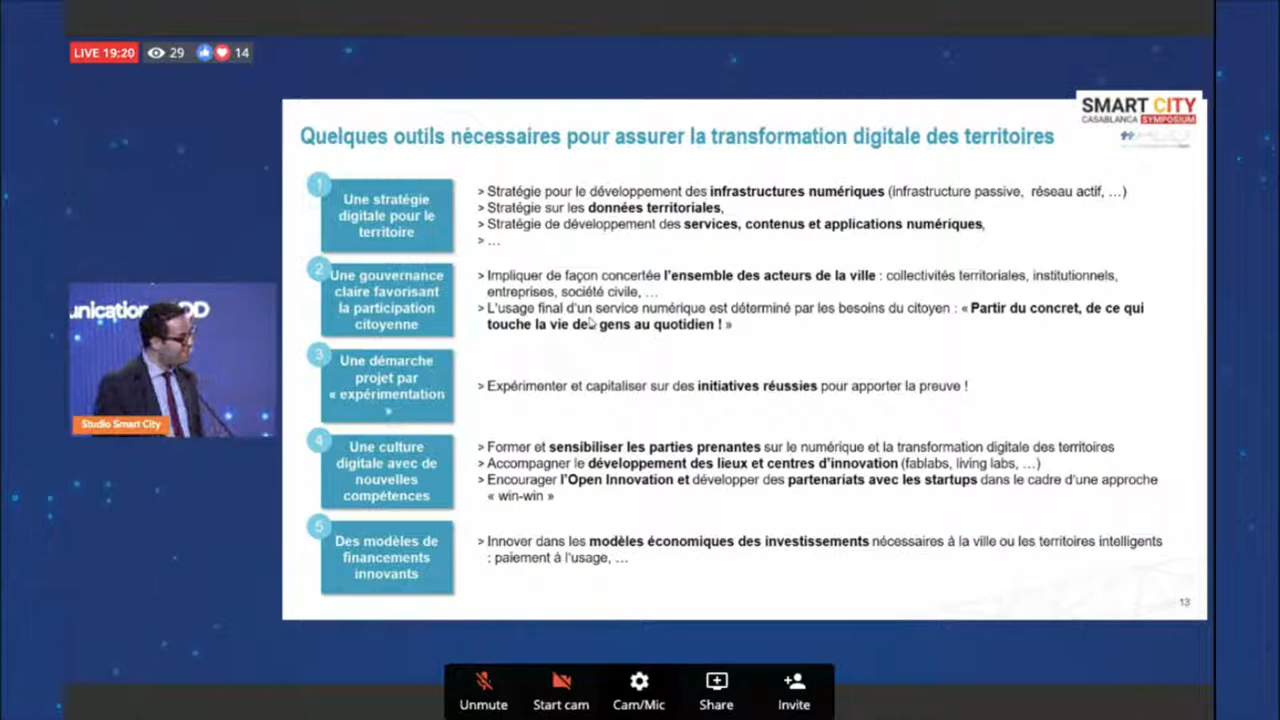 LIVE 19:20 29 14
SMART CITY
CASABLANCA SYMPOSIUM
Quelques outils nécessaires pour assurer la transformation digitale des territoires
1
Une stratégie
digitale pour le
territoire
> Stratégie pour le développement des infrastructures numériques (infrastructure passive, réseau actif, …)
> Stratégie sur les données territoriales,
> Stratégie de développement des services, contenus et applications numériques,
> …
2
Une gouvernance
claire favorisant
la participation
citoyenne
> Impliquer de façon concertée l'ensemble des acteurs de la ville : collectivités territoriales, institutionnels,
entreprises, société civile, …
> L'usage final d'un service numérique est déterminé par les besoins du citoyen : « Partir du concret, de ce qui
touche la vie des gens au quotidien ! »
3
Une démarche
projet par
« expérimentation
»
> Expérimenter et capitaliser sur des initiatives réussies pour apporter la preuve !
4
Une culture
digitale avec de
nouvelles
compétences
> Former et sensibiliser les parties prenantes sur le numérique et la transformation digitale des territoires
> Accompagner le développement des lieux et centres d'innovation (fablabs, living labs, …)
> Encourager l'Open Innovation et développer des partenariats avec les startups dans le cadre d'une approche
« win-win »
5
Des modèles de
financements
innovants
> Innover dans les modèles économiques des investissements nécessaires à la ville ou les territoires intelligents
: paiement à l'usage, …
13
Studio Smart City
Unmute Start cam Cam/Mic Share Invite